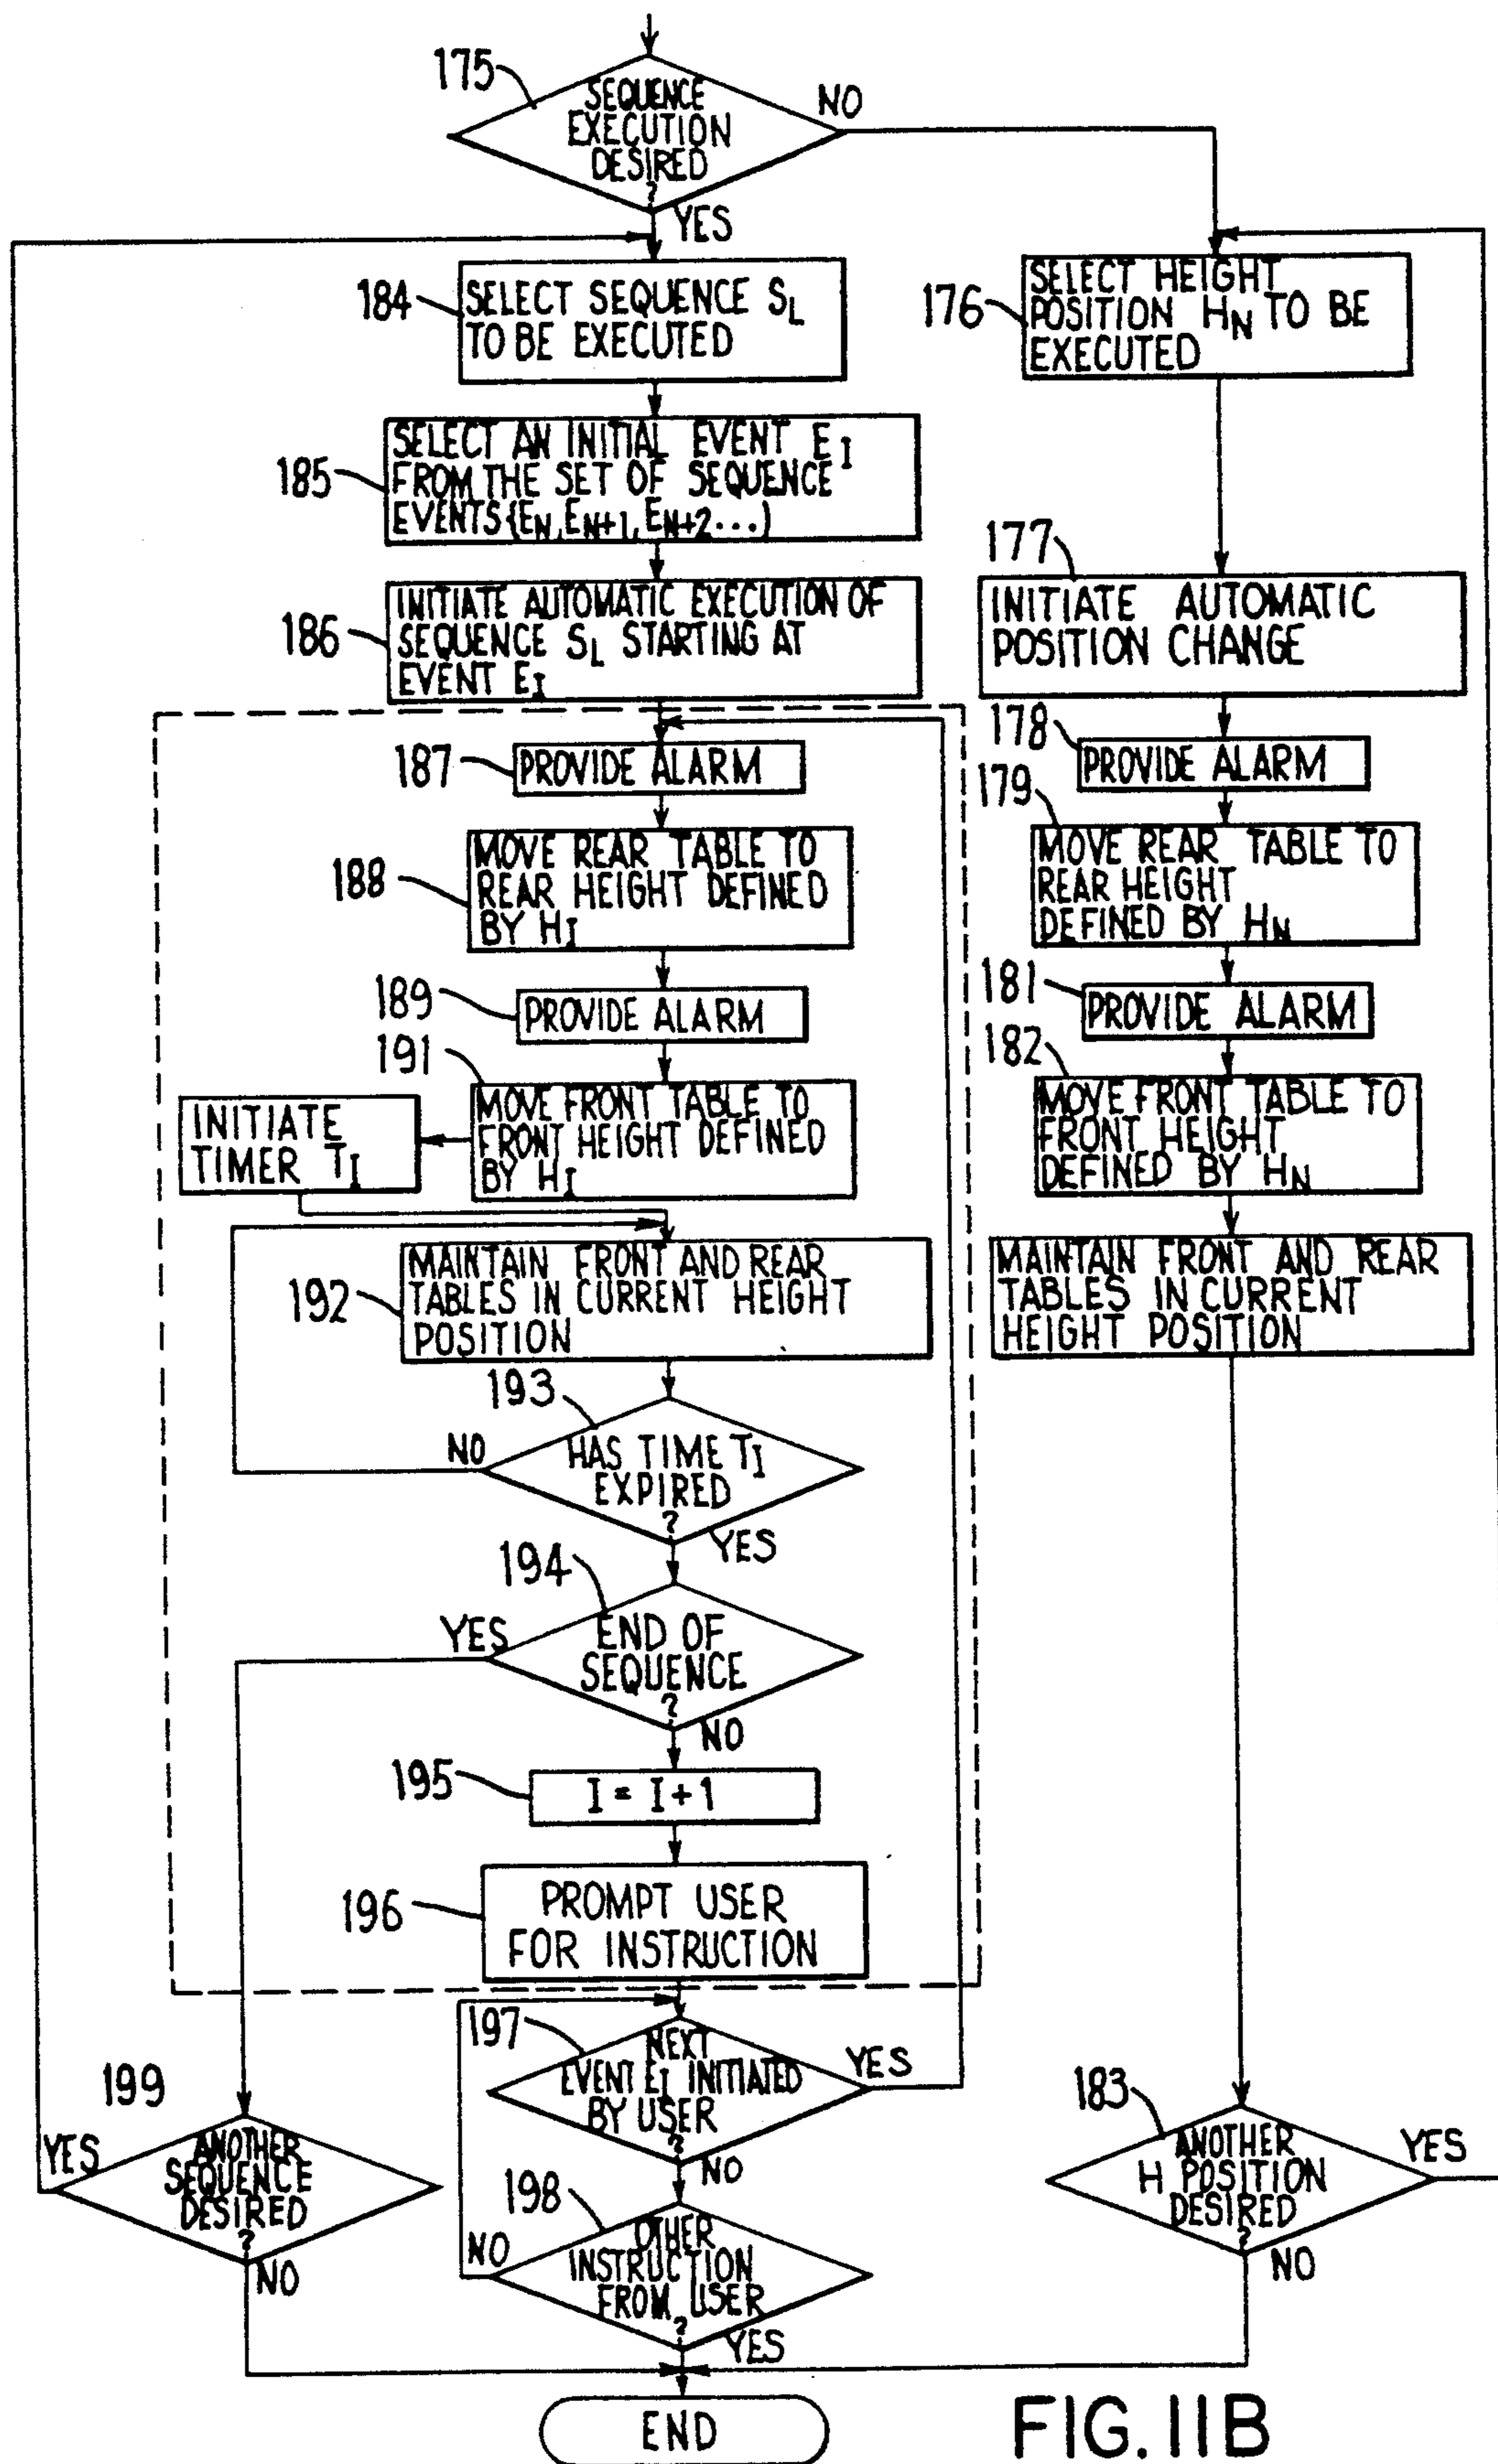 175
SEQUENCE
EXECUTION
DESIRED
?
NO
YES
184
SELECT SEQUENCE SL
TO BE EXECUTED
176
SELECT HEIGHT
POSITION HN TO BE
EXECUTED
185
SELECT AN INITIAL EVENT EI
FROM THE SET OF SEQUENCE
EVENTS {EN, EN+1, EN+2...)
186
INITIATE AUTOMATIC EXECUTION OF
SEQUENCE SL STARTING AT
EVENT EI
177
INITIATE AUTOMATIC
POSITION CHANGE
187
PROVIDE ALARM
178
PROVIDE ALARM
188
MOVE REAR TABLE TO
REAR HEIGHT DEFINED
BY HI
179
MOVE REAR TABLE TO
REAR HEIGHT
DEFINED BY HN
189
PROVIDE ALARM
181
PROVIDE ALARM
191
MOVE FRONT TABLE TO
FRONT HEIGHT DEFINED
BY HI
INITIATE
TIMER TI
182
MOVE FRONT TABLE TO
FRONT HEIGHT
DEFINED BY HN
192
MAINTAIN FRONT AND REAR
TABLES IN CURRENT HEIGHT
POSITION
MAINTAIN FRONT AND REAR
TABLES IN CURRENT
HEIGHT POSITION
193
HAS TIME TI
EXPIRED
?
NO
YES
194
END OF
SEQUENCE
?
YES
NO
195
I = I+1
196
PROMPT USER
FOR INSTRUCTION
197
NEXT
EVENT EI INITIATED
BY USER
?
YES
NO
199
ANOTHER
SEQUENCE
DESIRED
?
YES
NO
198
OTHER
INSTRUCTION
FROM USER
?
NO
YES
183
ANOTHER
H POSITION
DESIRED
?
YES
NO
END
FIG. 11B